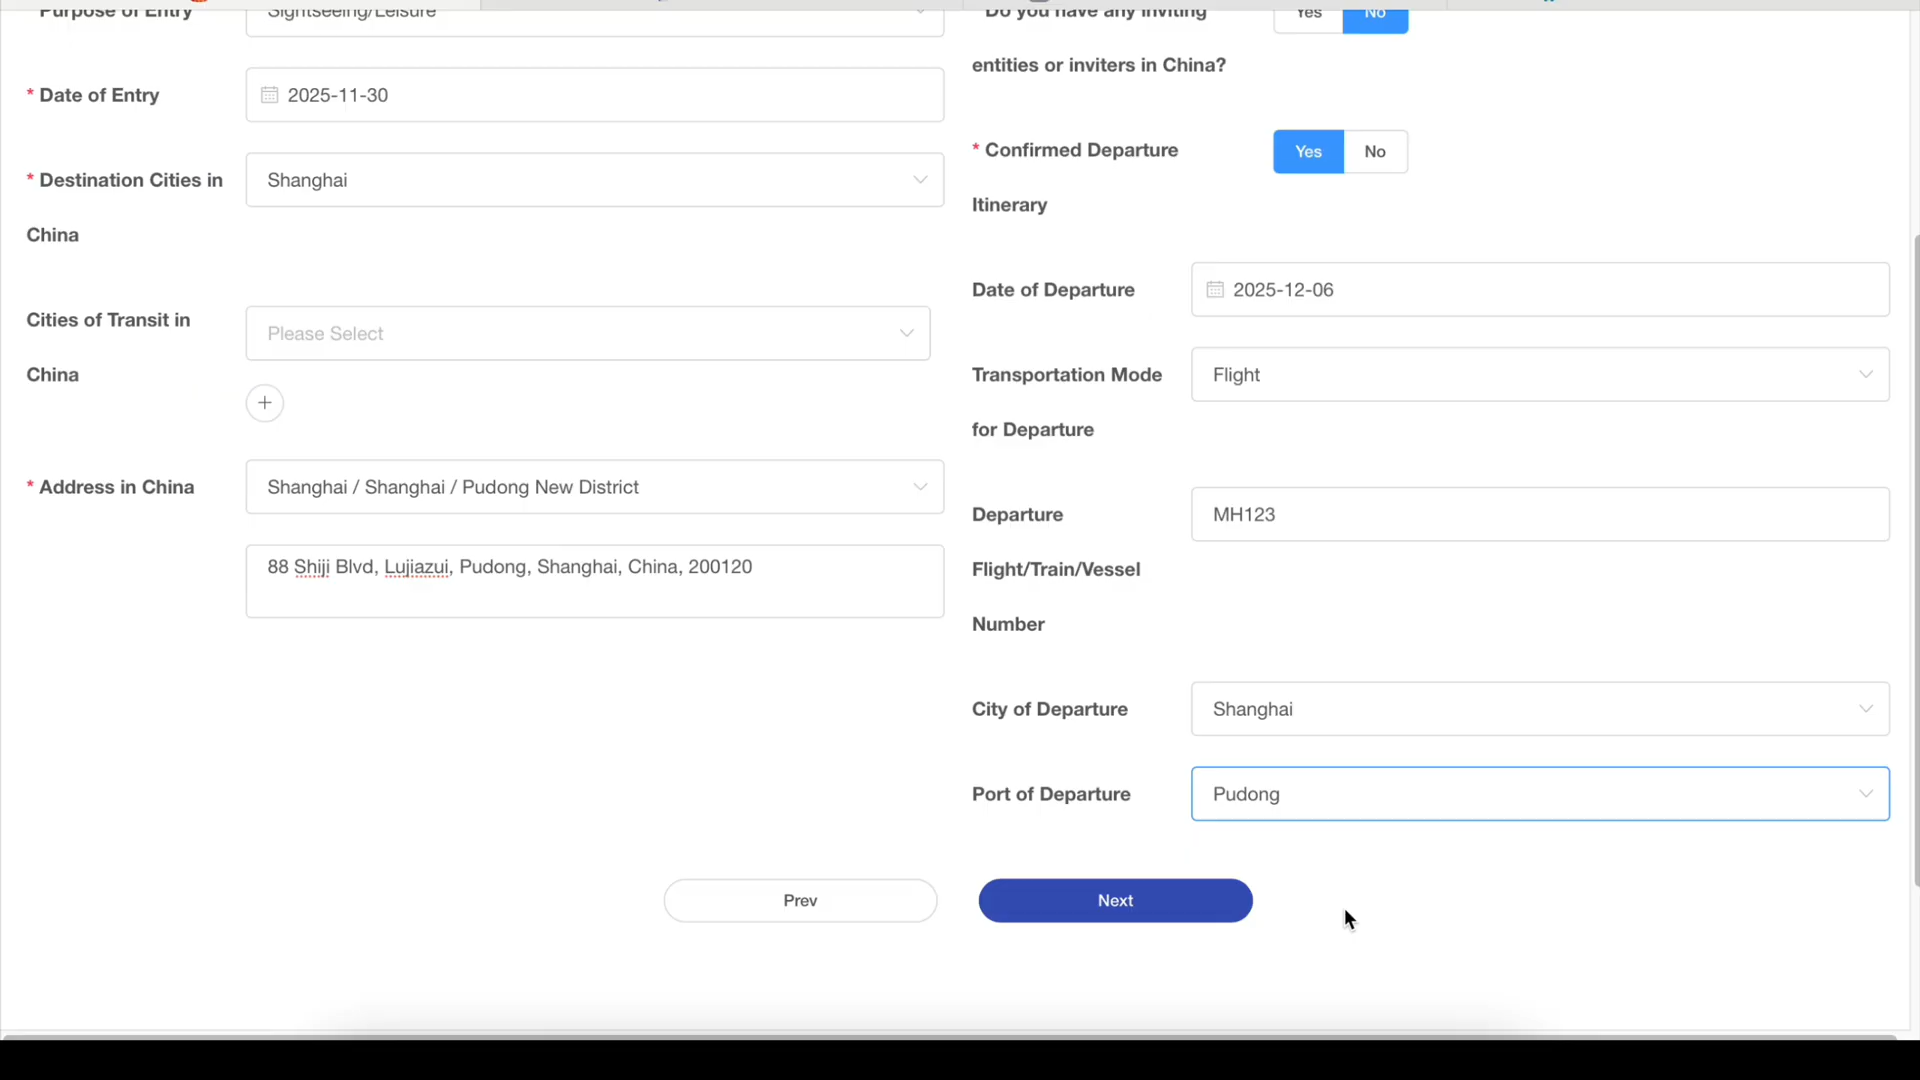 Purpose of Entry
Sightseeing/Leisure
* Date of Entry
2025-11-30
* Destination Cities in
China
Shanghai
Cities of Transit in
China
Please Select
+
* Address in China
Shanghai / Shanghai / Pudong New District
88 Shiji Blvd, Lujiazui, Pudong, Shanghai, China, 200120
Do you have any inviting
entities or inviters in China?
Yes
No
* Confirmed Departure
Itinerary
Yes
No
Date of Departure
2025-12-06
Transportation Mode
for Departure
Flight
Departure
Flight/Train/Vessel
Number
MH123
City of Departure
Shanghai
Port of Departure
Pudong
Prev
Next